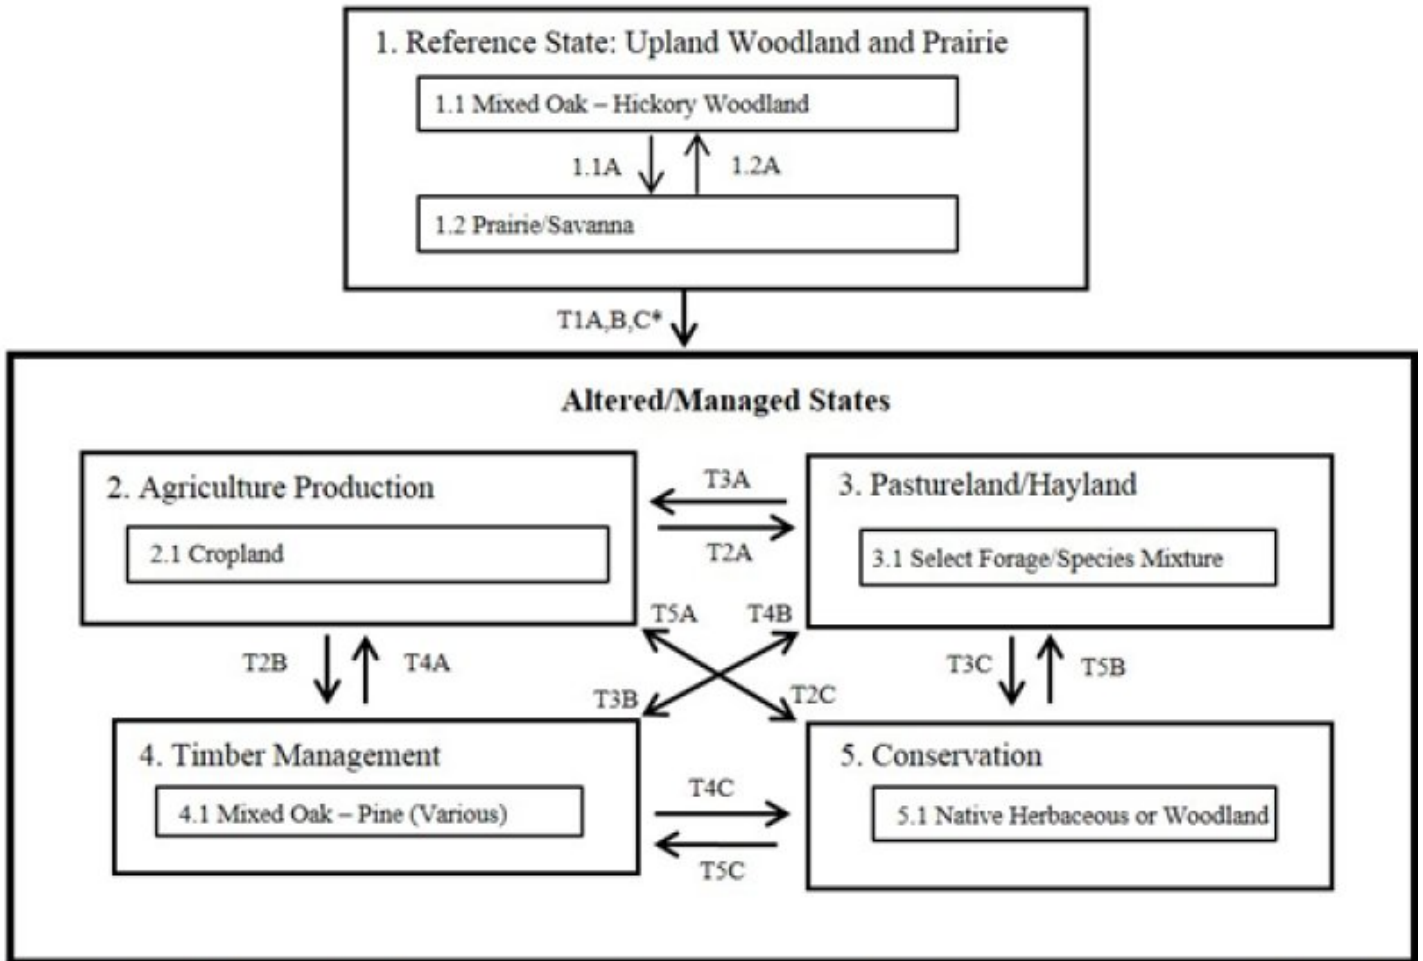 1. Reference State: Upland Woodland and Prairie
1.1 Mixed Oak – Hickory Woodland
1.1A
1.2A
1.2 Prairie/Savanna
T1A,B,C*
Altered/Managed States
2. Agriculture Production
2.1 Cropland
T3A
T2A
3. Pastureland/Hayland
3.1 Select Forage/Species Mixture
T5A
T4B
T2B
T4A
T3C
T5B
T3B
T2C
4. Timber Management
4.1 Mixed Oak – Pine (Various)
T4C
T5C
5. Conservation
5.1 Native Herbaceous or Woodland